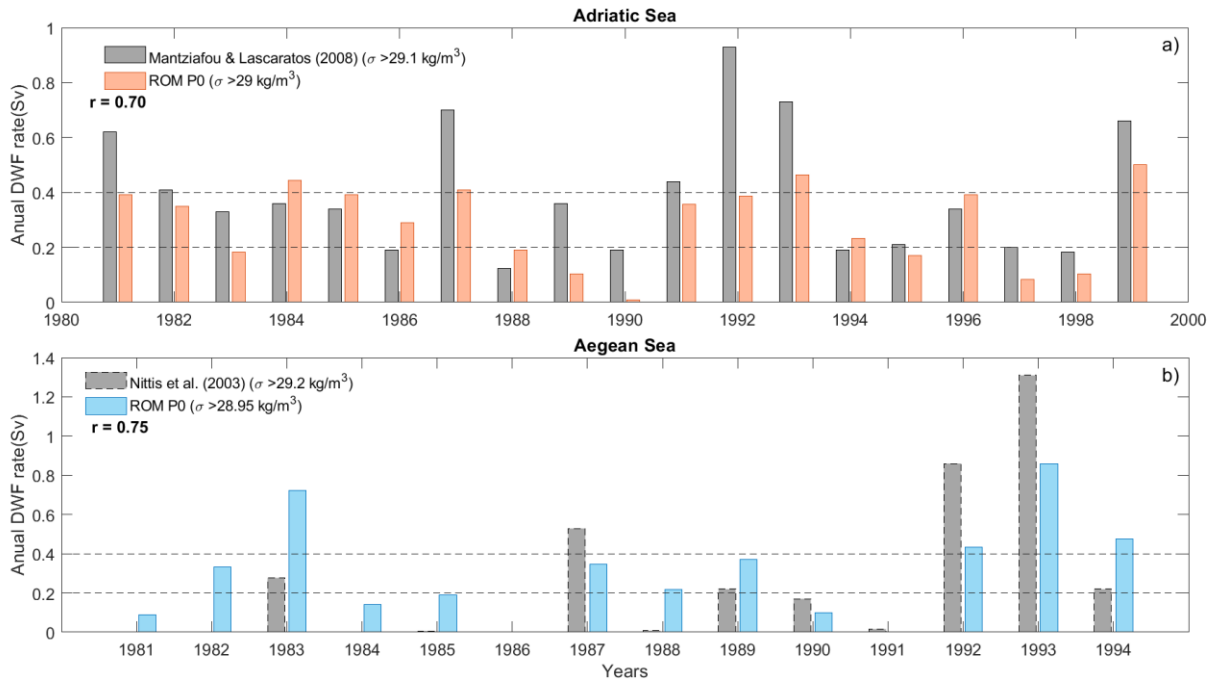 Adriatic Sea
a)
Mantziafou & Lascaratos (2008) (σ >29.1 kg/m³)
ROM P0 (σ >29 kg/m³)
r = 0.70
Anual DWF rate(Sv)
1
0.8
0.6
0.4
0.2
0
1980 1982 1984 1986 1988 1990 1992 1994 1996 1998 2000
Aegean Sea
b)
Nittis et al. (2003) (σ >29.2 kg/m³)
ROM P0 (σ >28.95 kg/m³)
r = 0.75
Anual DWF rate(Sv)
1.4
1.2
1
0.8
0.6
0.4
0.2
0
1981 1982 1983 1984 1985 1986 1987 1988 1989 1990 1991 1992 1993 1994
Years